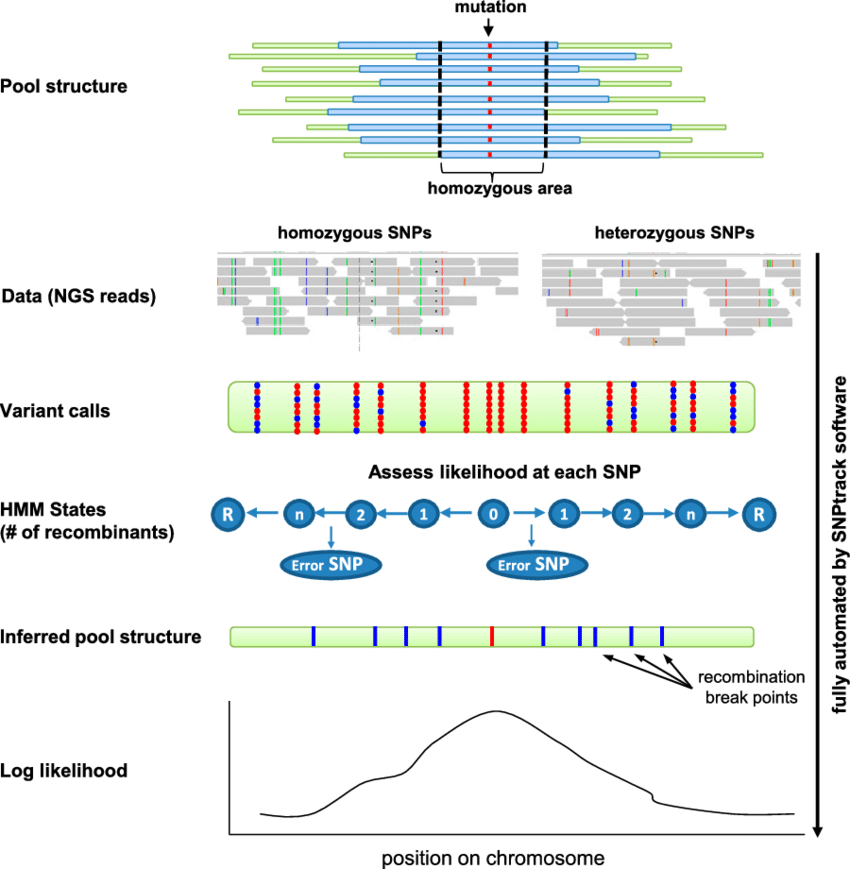 mutation
Pool structure
homozygous area
homozygous SNPs
heterozygous SNPs
Data (NGS reads)
Variant calls
Assess likelihood at each SNP
HMM States
(# of recombinants)
R n 2 1 0 1 2 n R
Error SNP
Error SNP
Inferred pool structure
recombination
break points
Log likelihood
position on chromosome
fully automated by SNPtrack software